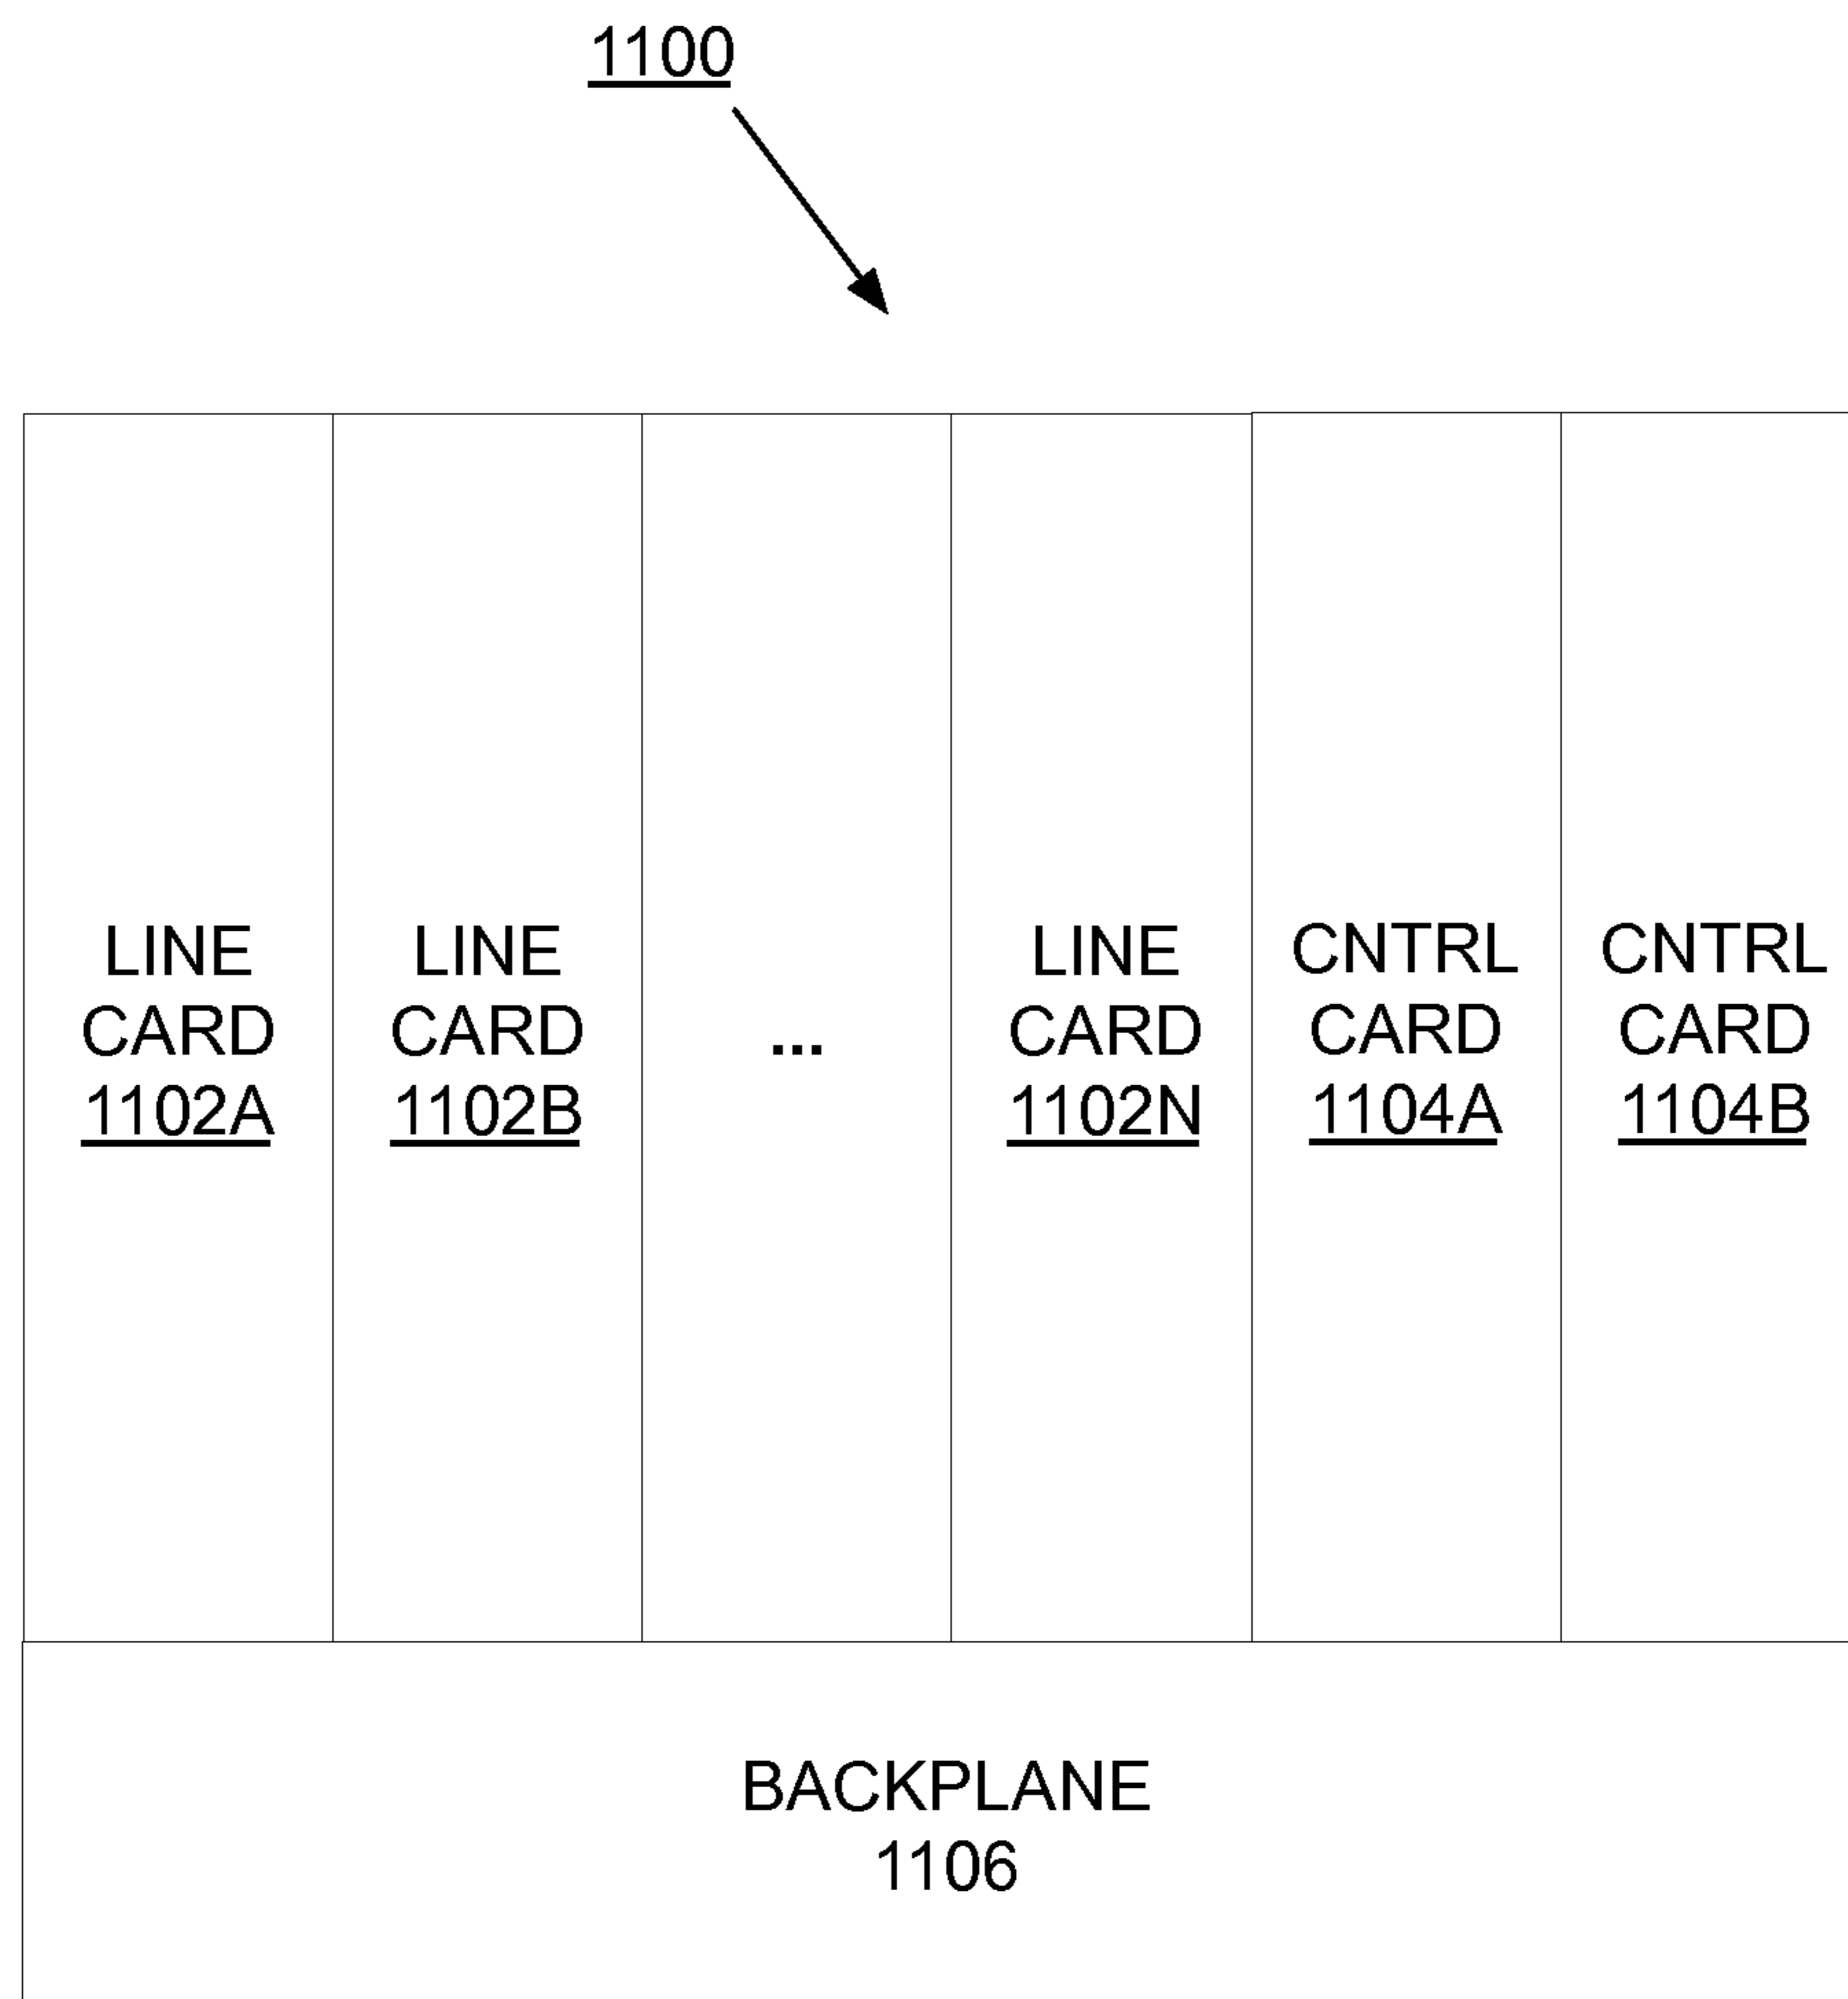 1100
LINE
CARD
1102A
LINE
CARD
1102B
...
LINE
CARD
1102N
CNTRL
CARD
1104A
CNTRL
CARD
1104B
BACKPLANE
1106